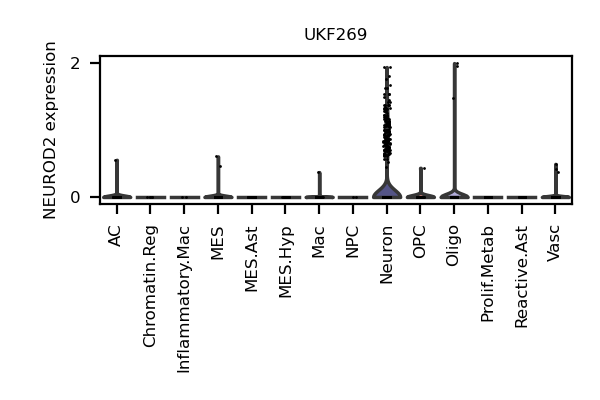 UKF269
NEUROD2 expression
2
0
AC
Chromatin.Reg
Inflammatory.Mac
MES
MES.Ast
MES.Hyp
Mac
NPC
Neuron
OPC
Oligo
Prolif.Metab
Reactive.Ast
Vasc